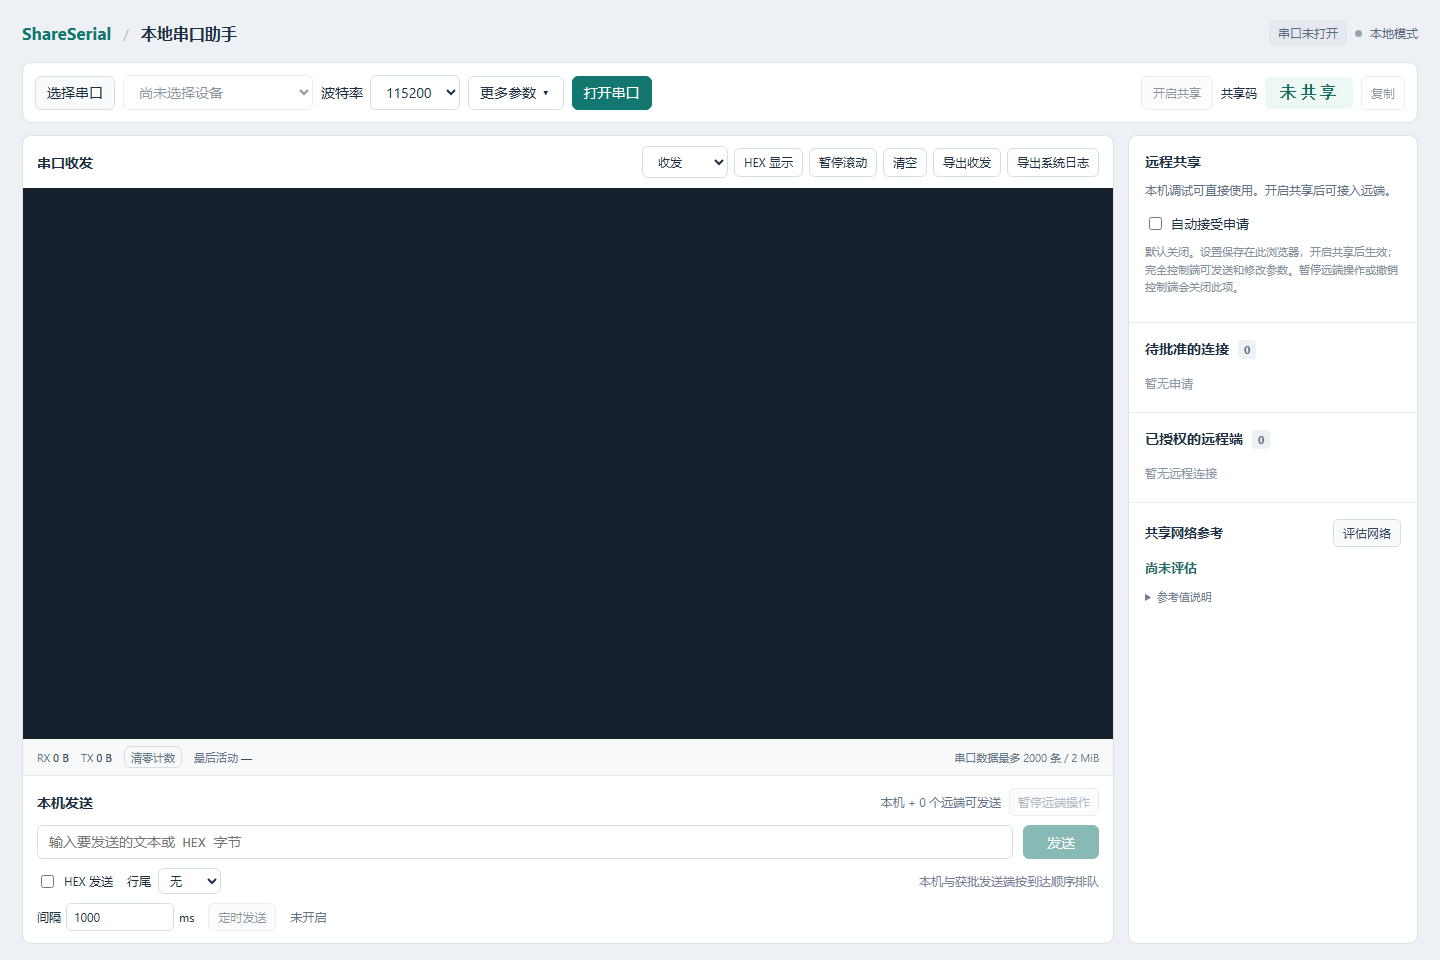 ShareSerial / 本地串口助手
串口未打开 本地模式
选择串口 尚未选择设备 波特率 115200 更多参数 打开串口
开启共享 共享码 未共享 复制
串口收发
收发 HEX 显示 暂停滚动 清空 导出收发 导出系统日志
RX 0 B TX 0 B 清零计数 最后活动 —
串口数据最多 2000 条 / 2 MiB
本机发送
本机 + 0 个远端可发送 暂停远端操作
输入要发送的文本或 HEX 字节 发送
HEX 发送 行尾 无
本机与获批发送端按到达顺序排队
间隔 1000 ms 定时发送 未开启
远程共享
本机调试可直接使用。开启共享后可接入远端。
自动接受申请
默认关闭。设置保存在此浏览器，开启共享后生效；
完全控制端可发送和修改参数。暂停远端操作或撤销
控制端会关闭此项。
待批准的连接 0
暂无申请
已授权的远程端 0
暂无远程连接
共享网络参考 评估网络
尚未评估
参考值说明